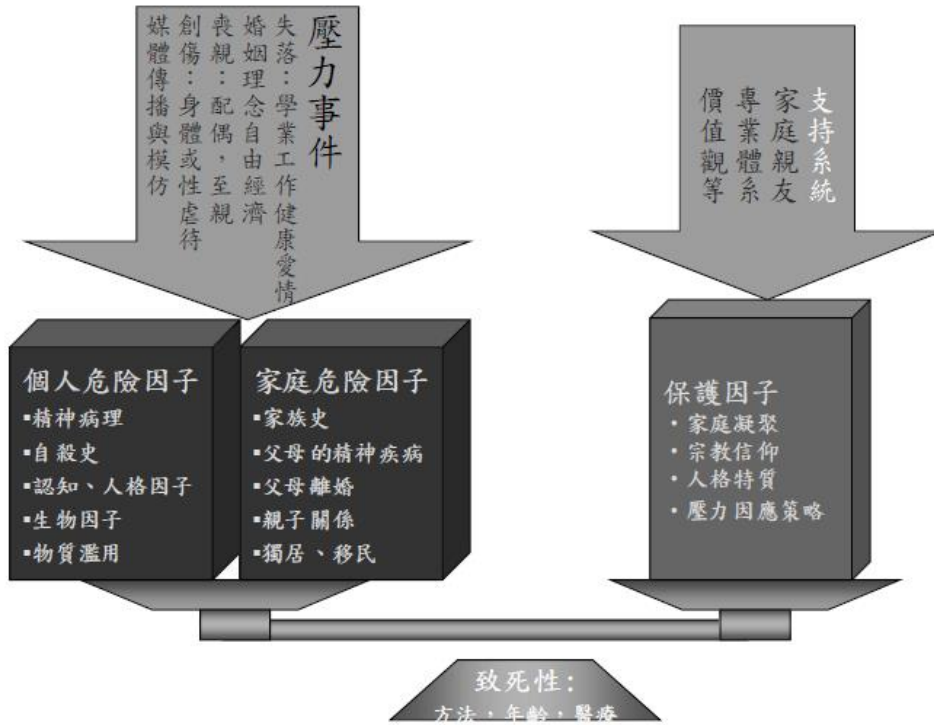 壓力事件
失落：學業工作健康愛情
婚姻理念自由經濟
喪親：配偶，至親
創傷：身體或性虐待
媒體傳播與模仿
支持系統
家庭親友
專業體系
價值觀等
個人危險因子
▪精神病理
▪自殺史
▪認知、人格因子
▪生物因子
▪物質濫用
家庭危險因子
▪家族史
▪父母的精神疾病
▪父母離婚
▪親子關係
▪獨居、移民
保護因子
・家庭凝聚
・宗教信仰
・人格特質
・壓力因應策略
致死性：
方法，年齡，醫療